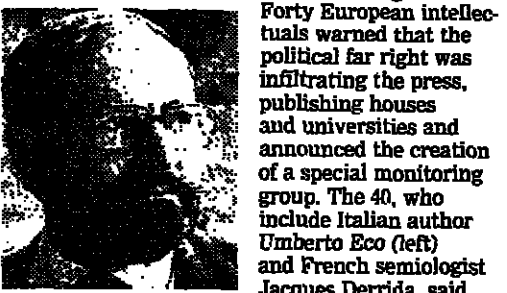 Forty European intellec-
tuals warned that the
political far right was
infiltrating the press,
publishing houses
and universities and
announced the creation
of a special monitoring
group. The 40, who
include Italian author
Umberto Eco (left)
and French semiologist
Jacques Derrida, said